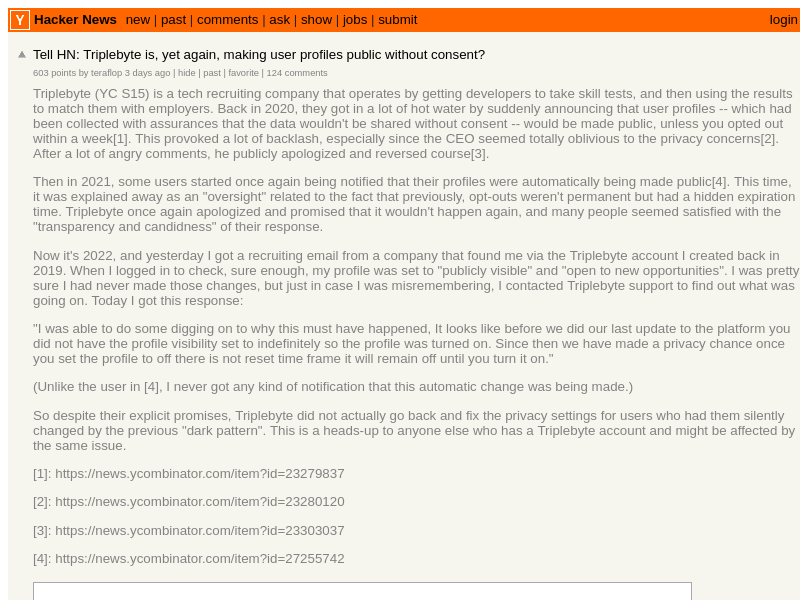 Y Hacker News new | past | comments | ask | show | jobs | submit login
Tell HN: Triplebyte is, yet again, making user profiles public without consent?
603 points by teraflop 3 days ago | hide | past | favorite | 124 comments
Triplebyte (YC S15) is a tech recruiting company that operates by getting developers to take skill tests, and then using the results
to match them with employers. Back in 2020, they got in a lot of hot water by suddenly announcing that user profiles -- which had
been collected with assurances that the data wouldn't be shared without consent -- would be made public, unless you opted out
within a week[1]. This provoked a lot of backlash, especially since the CEO seemed totally oblivious to the privacy concerns[2].
After a lot of angry comments, he publicly apologized and reversed course[3].
Then in 2021, some users started once again being notified that their profiles were automatically being made public[4]. This time,
it was explained away as an "oversight" related to the fact that previously, opt-outs weren't permanent but had a hidden expiration
time. Triplebyte once again apologized and promised that it wouldn't happen again, and many people seemed satisfied with the
"transparency and candidness" of their response.
Now it's 2022, and yesterday I got a recruiting email from a company that found me via the Triplebyte account I created back in
2019. When I logged in to check, sure enough, my profile was set to "publicly visible" and "open to new opportunities". I was pretty
sure I had never made those changes, but just in case I was misremembering, I contacted Triplebyte support to find out what was
going on. Today I got this response:
"I was able to do some digging on to why this must have happened, It looks like before we did our last update to the platform you
did not have the profile visibility set to indefinitely so the profile was turned on. Since then we have made a privacy chance once
you set the profile to off there is not reset time frame it will remain off until you turn it on."
(Unlike the user in [4], I never got any kind of notification that this automatic change was being made.)
So despite their explicit promises, Triplebyte did not actually go back and fix the privacy settings for users who had them silently
changed by the previous "dark pattern". This is a heads-up to anyone else who has a Triplebyte account and might be affected by
the same issue.
[1]: https://news.ycombinator.com/item?id=23279837
[2]: https://news.ycombinator.com/item?id=23280120
[3]: https://news.ycombinator.com/item?id=23303037
[4]: https://news.ycombinator.com/item?id=27255742